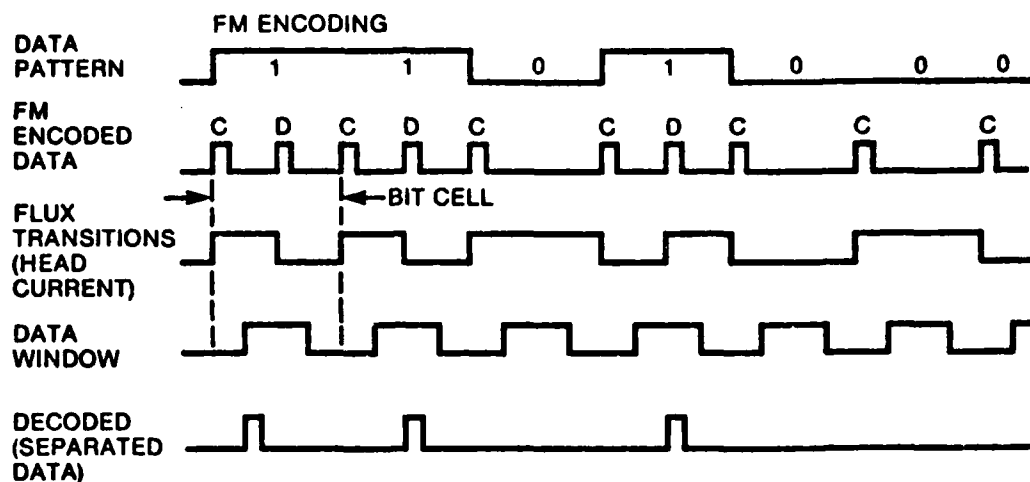 FM ENCODING
DATA
PATTERN
1 1 0 1 0 0 0
FM
ENCODED
DATA
C D C D C C D C C C
BIT CELL
FLUX
TRANSITIONS
(HEAD
CURRENT)
DATA
WINDOW
DECODED
(SEPARATED
DATA)